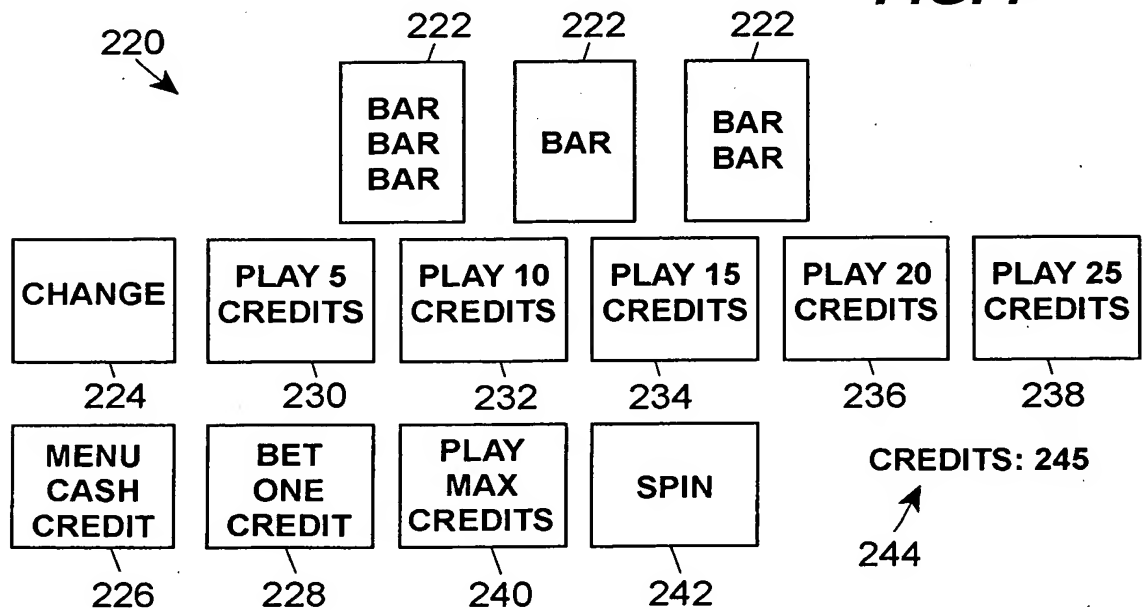 220
222 222 222
BAR
BAR
BAR
BAR
BAR
BAR
CHANGE
PLAY 5
CREDITS
PLAY 10
CREDITS
PLAY 15
CREDITS
PLAY 20
CREDITS
PLAY 25
CREDITS
224 230 232 234 236 238
MENU
CASH
CREDIT
BET
ONE
CREDIT
PLAY
MAX
CREDITS
SPIN
CREDITS: 245
244
226 228 240 242